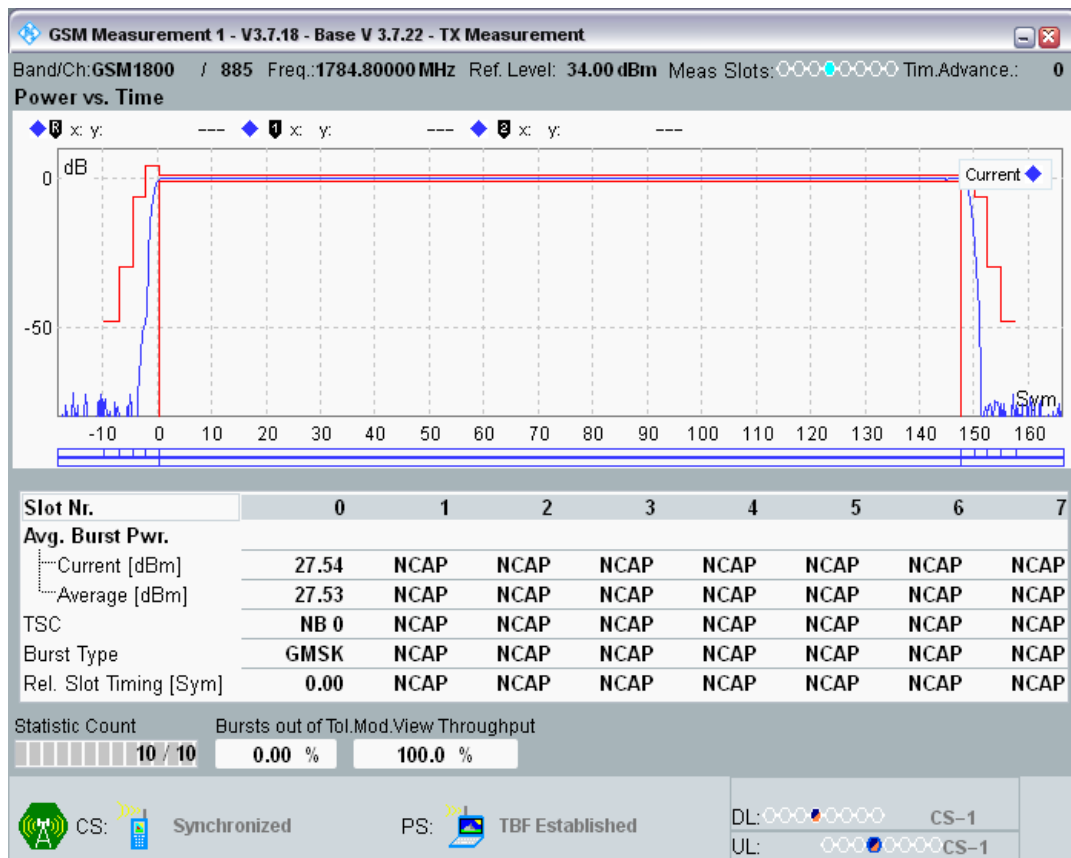 GSM Measurement 1 - V3.7.18 - Base V 3.7.22 - TX Measurement
Band/Ch:GSM1800 / 885 Freq.:1784.80000 MHz Ref. Level: 34.00 dBm Meas Slots: Tim.Advance.: 0
Power vs. Time
R x: y: --- 1 x: y: --- 2 x: y: ---
dB
Current
0
-50
Sym
-10 0 10 20 30 40 50 60 70 80 90 100 110 120 130 140 150 160
Slot Nr. 0 1 2 3 4 5 6 7
Avg. Burst Pwr.
Current [dBm] 27.54 NCAP NCAP NCAP NCAP NCAP NCAP NCAP
Average [dBm] 27.53 NCAP NCAP NCAP NCAP NCAP NCAP NCAP
TSC NB 0 NCAP NCAP NCAP NCAP NCAP NCAP NCAP
Burst Type GMSK NCAP NCAP NCAP NCAP NCAP NCAP NCAP
Rel. Slot Timing [Sym] 0.00 NCAP NCAP NCAP NCAP NCAP NCAP NCAP
Statistic Count Bursts out of Tol.Mod.View Throughput
10 / 10 0.00 % 100.0 %
CS: Synchronized PS: TBF Established
DL: CS-1
UL: CS-1